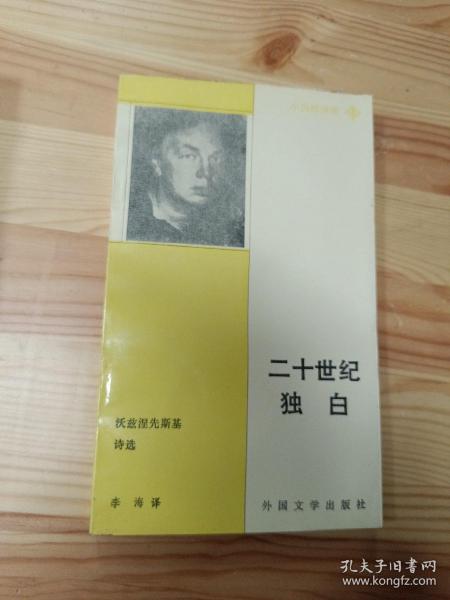 二十世纪
独白
沃兹涅先斯基
诗选
李海译
外国文学出版社
孔夫子旧书网
www.kongfz.com